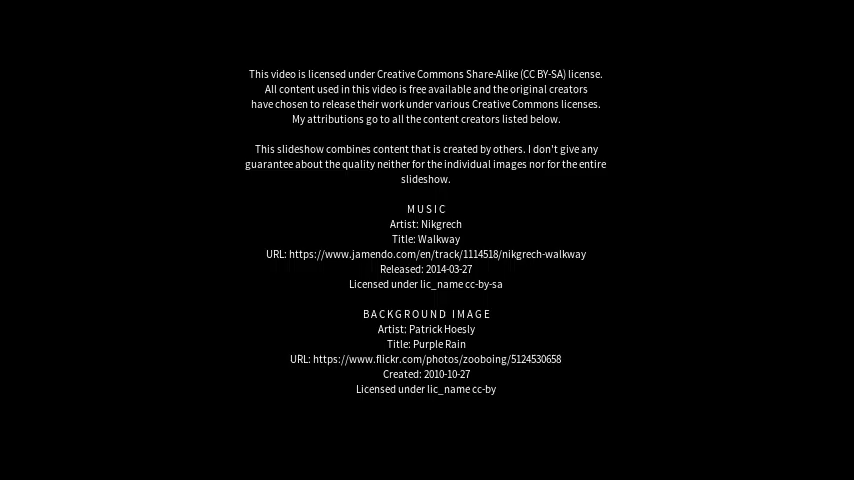 This video is licensed under Creative Commons Share-Alike (CC BY-SA) license.
All content used in this video is free available and the original creators
have chosen to release their work under various Creative Commons licenses.
My attributions go to all the content creators listed below.
This slideshow combines content that is created by others. I don't give any
guarantee about the quality neither for the individual images nor for the entire
slideshow.
MUSIC
Artist: Nikgrech
Title: Walkway
URL: https://www.jamendo.com/en/track/1114518/nikgrech-walkway
Released: 2014-03-27
Licensed under lic_name cc-by-sa
BACKGROUND IMAGE
Artist: Patrick Hoesly
Title: Purple Rain
URL: https://www.flickr.com/photos/zooboing/5124530658
Created: 2010-10-27
Licensed under lic_name cc-by